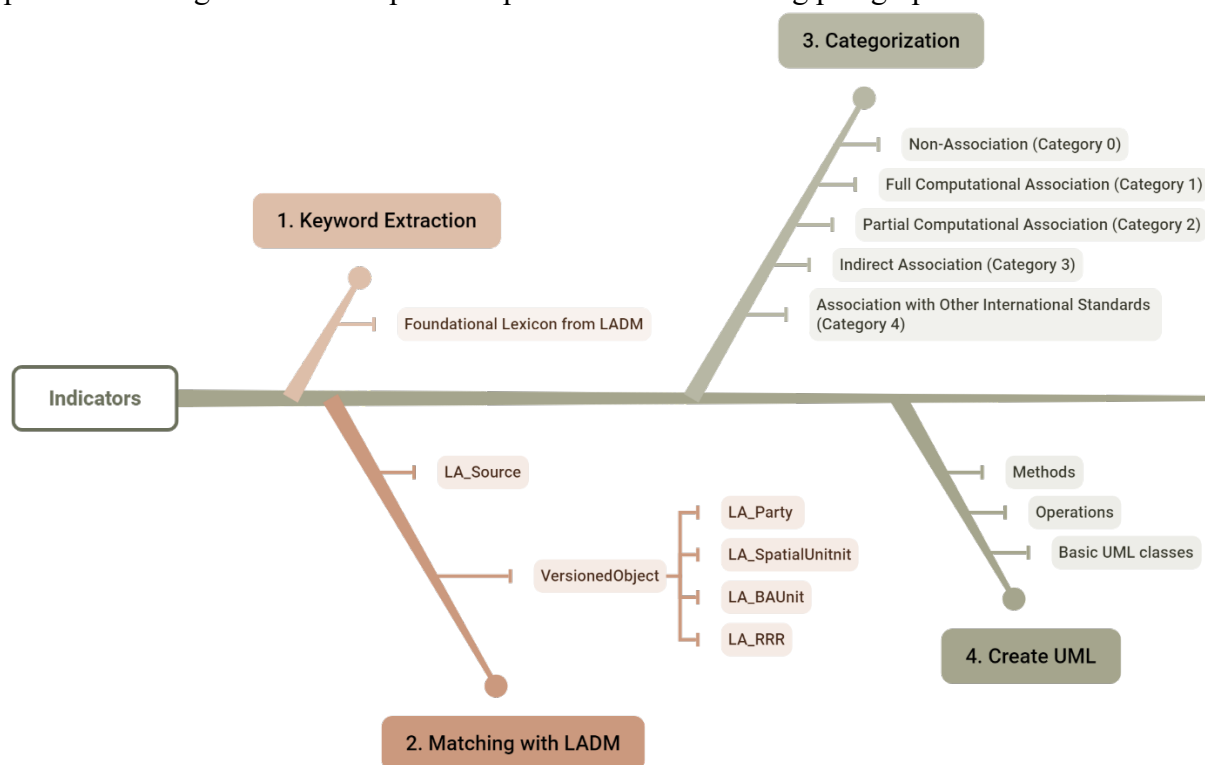 3. Categorization
Non-Association (Category 0)
Full Computational Association (Category 1)
Partial Computational Association (Category 2)
Indirect Association (Category 3)
Association with Other International Standards
(Category 4)
1. Keyword Extraction
Foundational Lexicon from LADM
Indicators
LA_Source
VersionedObject
LA_Party
LA_SpatialUnitnit
LA_BAUnit
LA_RRR
2. Matching with LADM
Methods
Operations
Basic UML classes
4. Create UML